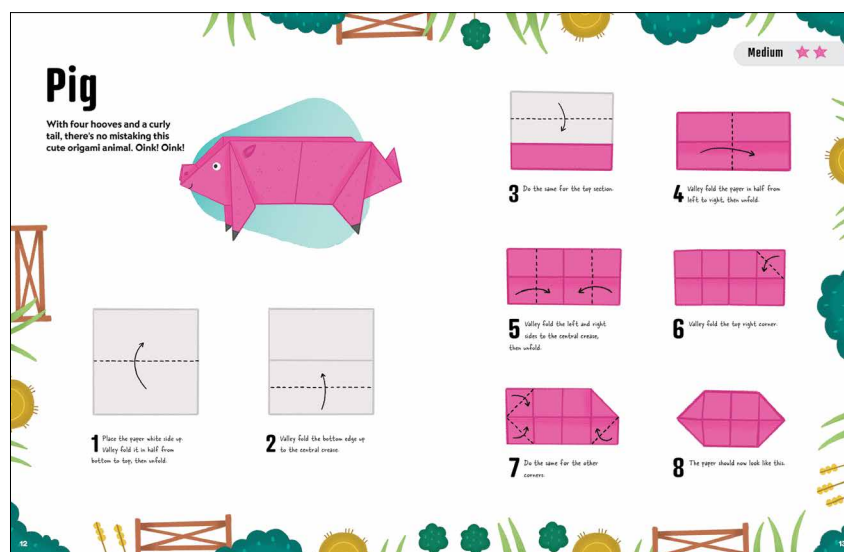 Medium
Pig
With four hooves and a curly
tail, there's no mistaking this
cute origami animal. Oink! Oink!
1 Place the paper white side up.
Valley fold it in half from
bottom to top, then unfold.
2 Valley fold the bottom edge up
to the central crease.
3 Do the same for the top section.
4 Valley fold the paper in half from
left to right, then unfold.
5 Valley fold the left and right
sides to the central crease,
then unfold.
6 Valley fold the top right corner.
7 Do the same for the other
corners.
8 The paper should now look like this.
12
13